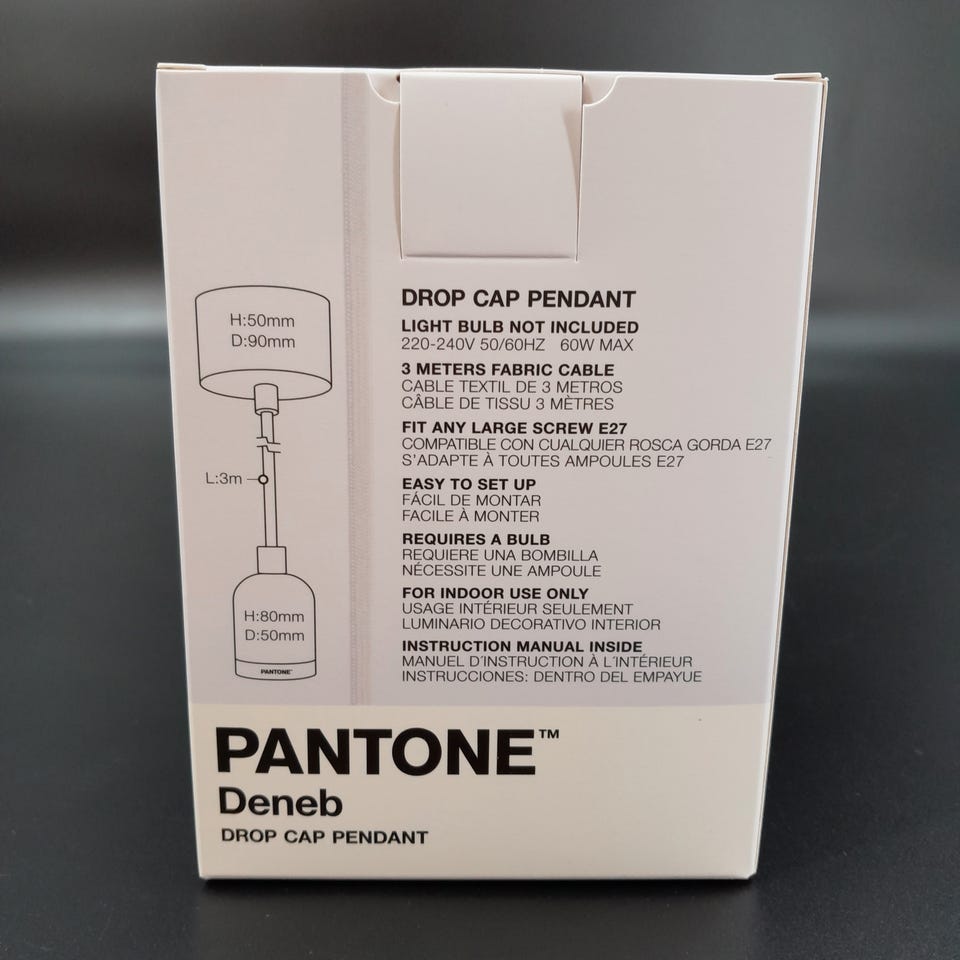 H:50mm
D:90mm
L:3m
H:80mm
D:50mm
PANTONE™
DROP CAP PENDANT
LIGHT BULB NOT INCLUDED
220-240V 50/60HZ 60W MAX
3 METERS FABRIC CABLE
CABLE TEXTIL DE 3 METROS
CÂBLE DE TISSU 3 MÈTRES
FIT ANY LARGE SCREW E27
COMPATIBLE CON CUALQUIER ROSCA GORDA E27
S'ADAPTE À TOUTES AMPOULES E27
EASY TO SET UP
FÁCIL DE MONTAR
FACILE À MONTER
REQUIRES A BULB
REQUIERE UNA BOMBILLA
NÉCESSITE UNE AMPOULE
FOR INDOOR USE ONLY
USAGE INTÉRIEUR SEULEMENT
LUMINARIO DECORATIVO INTERIOR
INSTRUCTION MANUAL INSIDE
MANUEL D´INSTRUCTION À L´INTÉRIEUR
INSTRUCCIONES: DENTRO DEL EMPAYUE
PANTONE™
Deneb
DROP CAP PENDANT